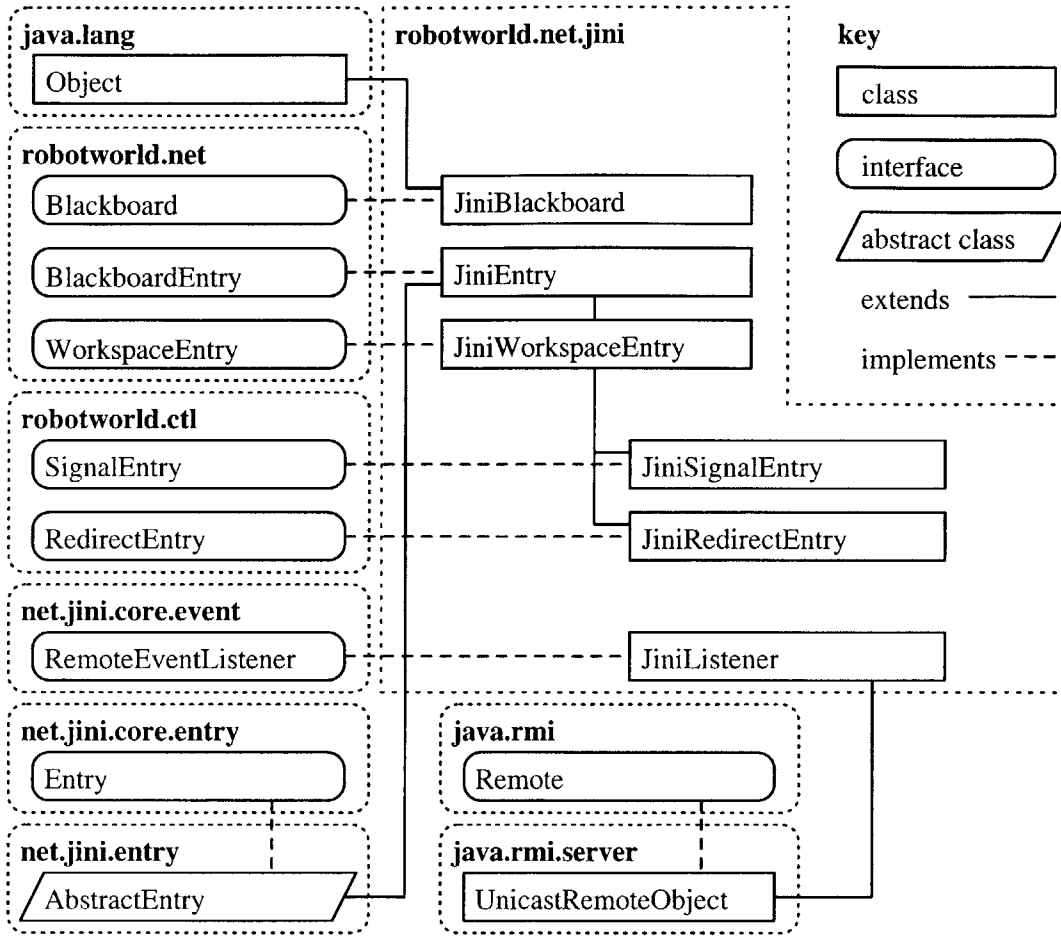 java.lang
Object
robotworld.net
Blackboard
BlackboardEntry
WorkspaceEntry
robotworld.ctl
SignalEntry
RedirectEntry
net.jini.core.event
RemoteEventListener
net.jini.core.entry
Entry
net.jini.entry
AbstractEntry
robotworld.net.jini
JiniBlackboard
JiniEntry
JiniWorkspaceEntry
JiniSignalEntry
JiniRedirectEntry
JiniListener
java.rmi
Remote
java.rmi.server
UnicastRemoteObject
key
class
interface
abstract class
extends
implements